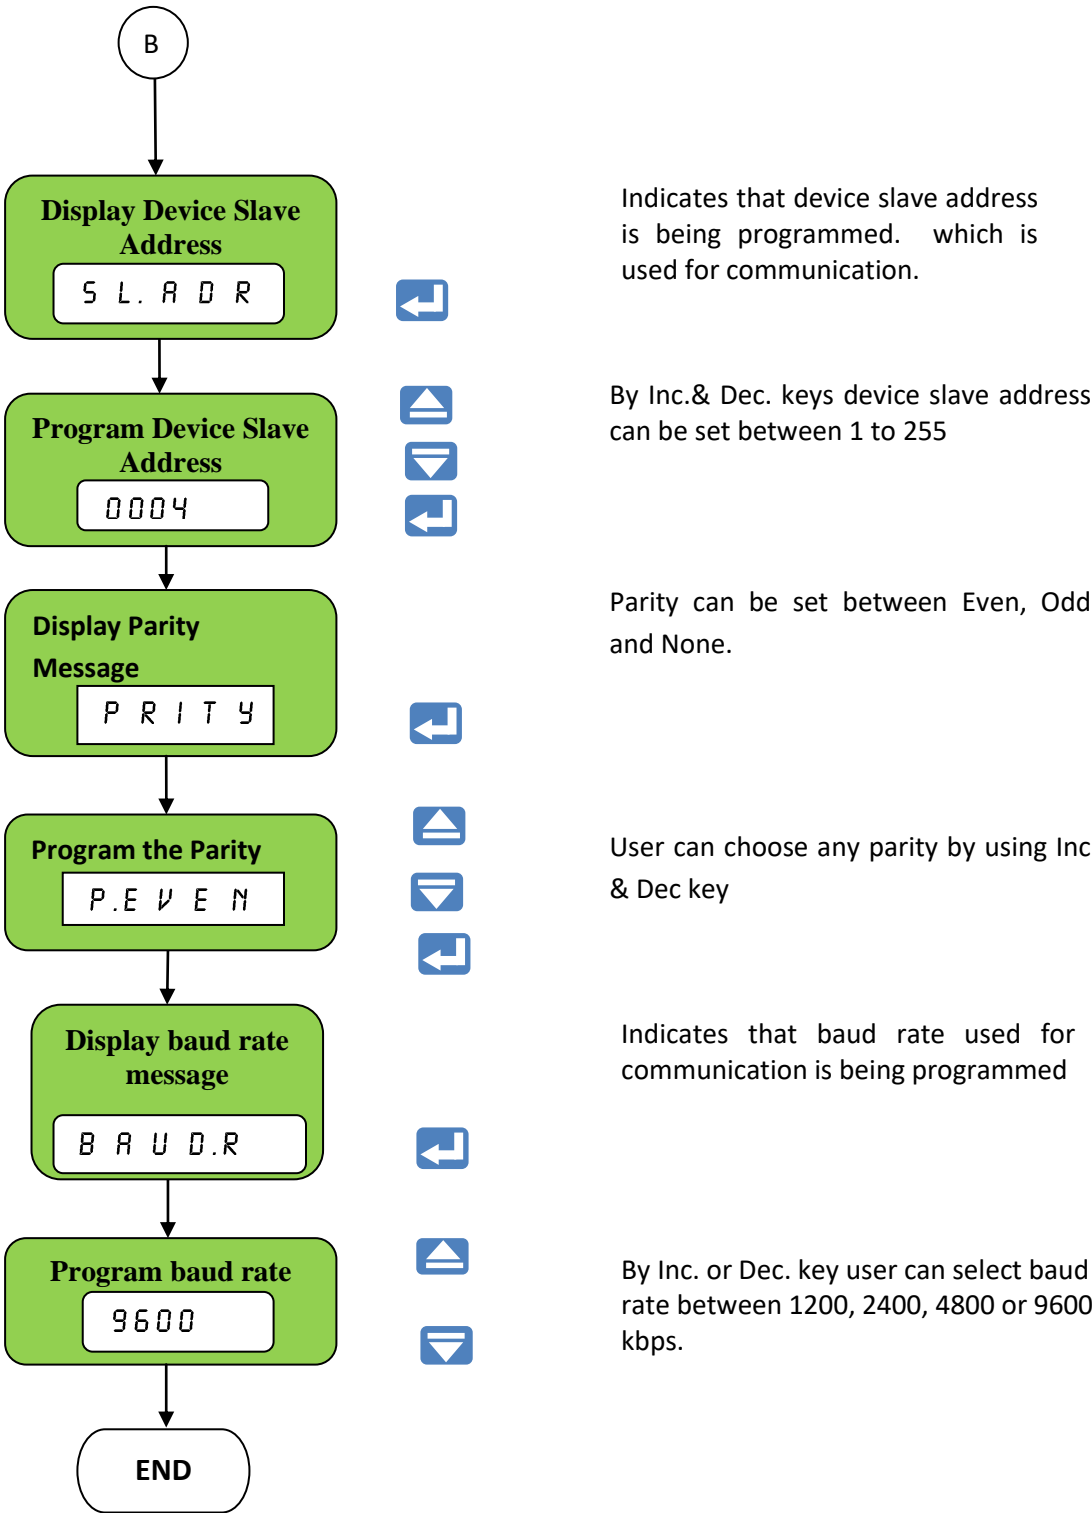 B
Display Device Slave
Address
S L. A D R
Indicates that device slave address
is being programmed. which is
used for communication.
Program Device Slave
Address
0004
By Inc.& Dec. keys device slave address
can be set between 1 to 255
Display Parity
Message
P R I T Y
Parity can be set between Even, Odd
and None.
Program the Parity
P.E V E N
User can choose any parity by using Inc
& Dec key
Display baud rate
message
B A U D.R
Indicates that baud rate used for
communication is being programmed
Program baud rate
9600
By Inc. or Dec. key user can select baud
rate between 1200, 2400, 4800 or 9600
kbps.
END